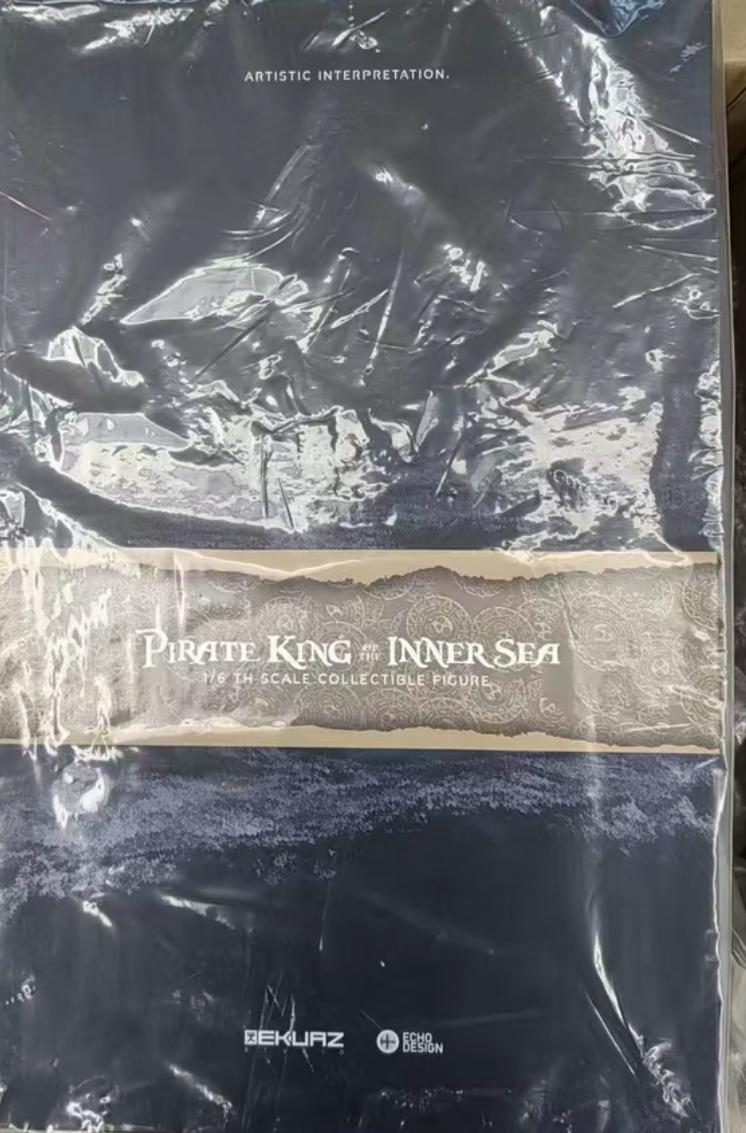 ARTISTIC INTERPRETATION.
PIRATE KING OF THE INNER SEA
1/6 TH SCALE COLLECTIBLE FIGURE
ECHO
DESIGN